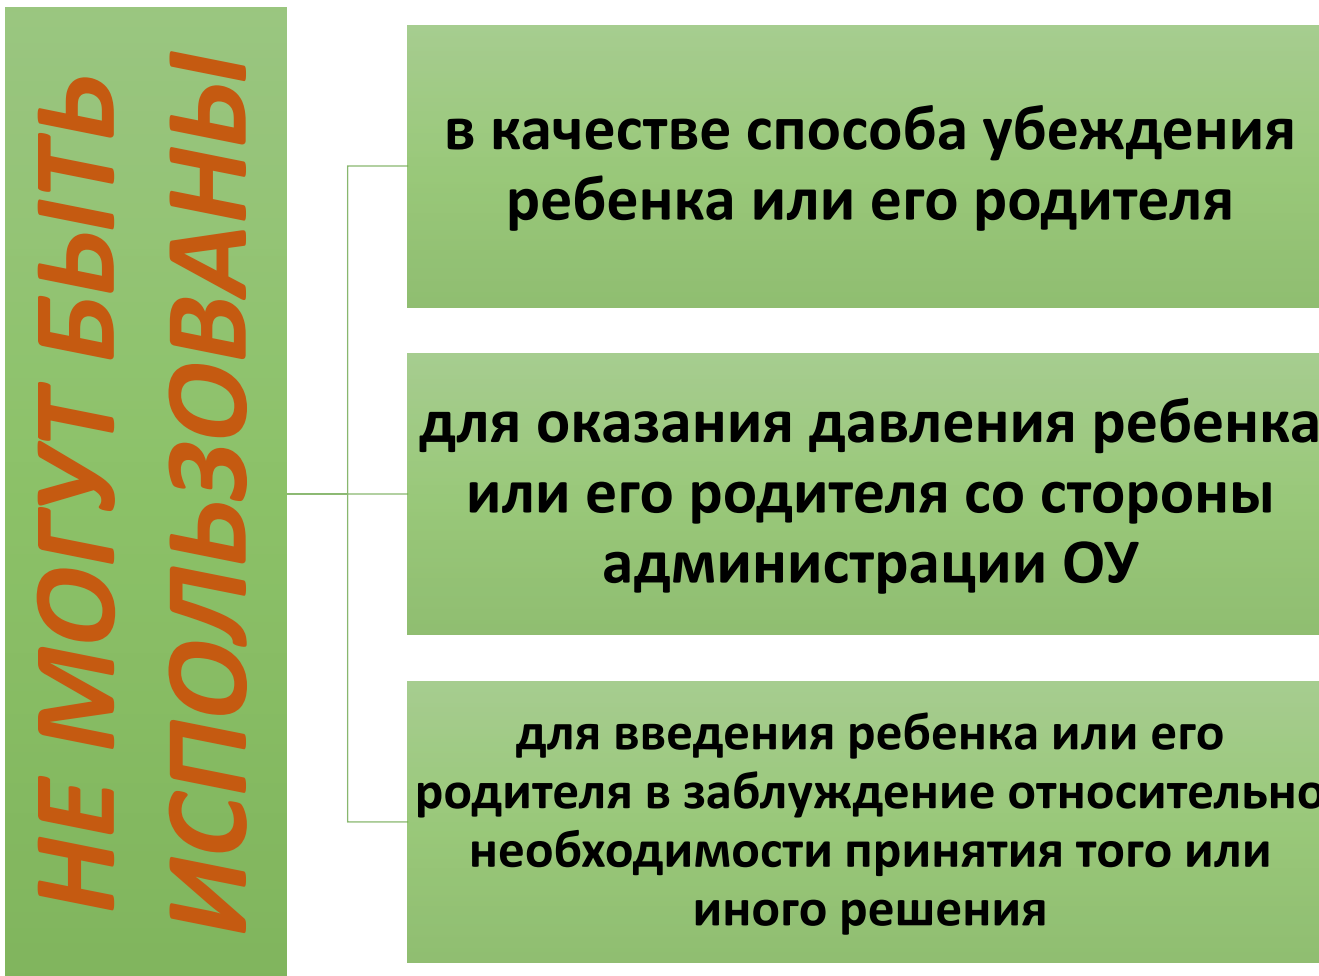 НЕ МОГУТ БЫТЬ
ИСПОЛЬЗОВАНЫ
в качестве способа убеждения
ребенка или его родителя
для оказания давления ребенка
или его родителя со стороны
администрации ОУ
для введения ребенка или его
родителя в заблуждение относительно
необходимости принятия того или
иного решения